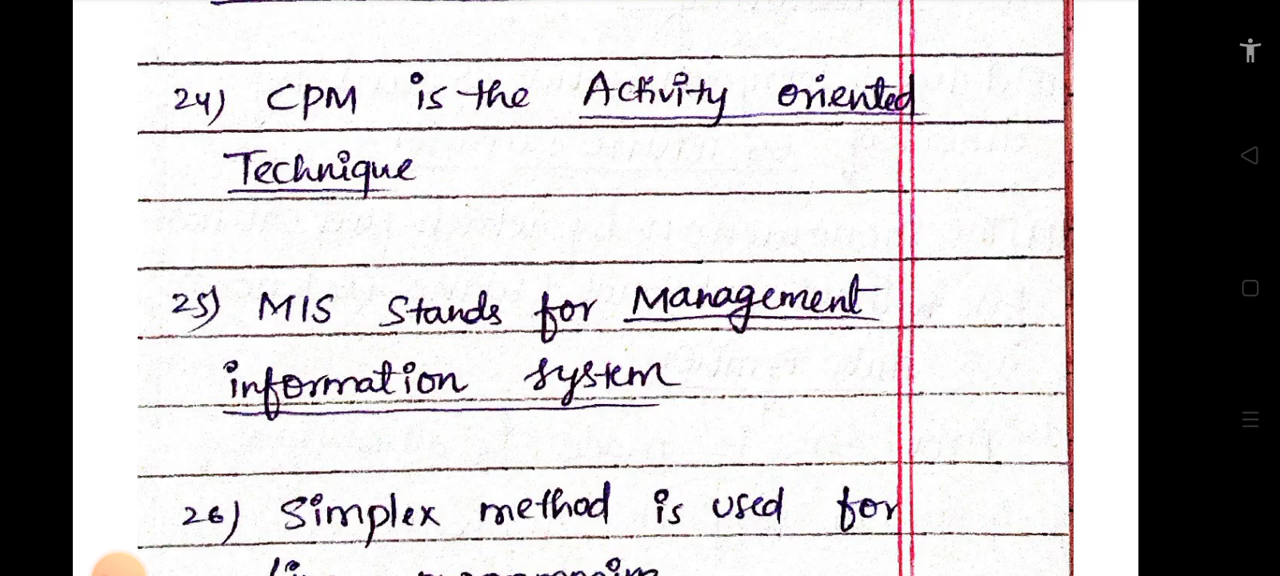 24) CPM is the Activity oriented
Technique
25) MIS Stands for Management
information system
26) Simplex method is used for